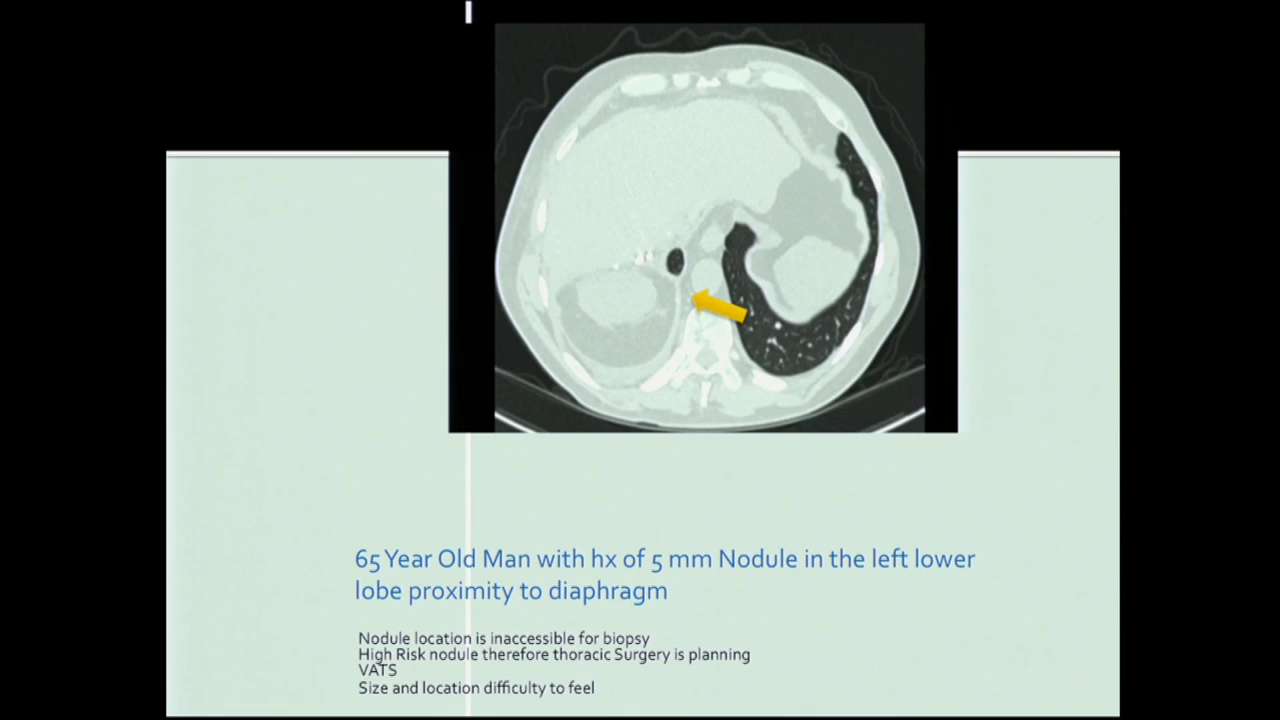 65 Year Old Man with hx of 5 mm Nodule in the left lower
lobe proximity to diaphragm
Nodule location is inaccessible for biopsy
High Risk nodule therefore thoracic Surgery is planning
VATS
Size and location difficulty to feel